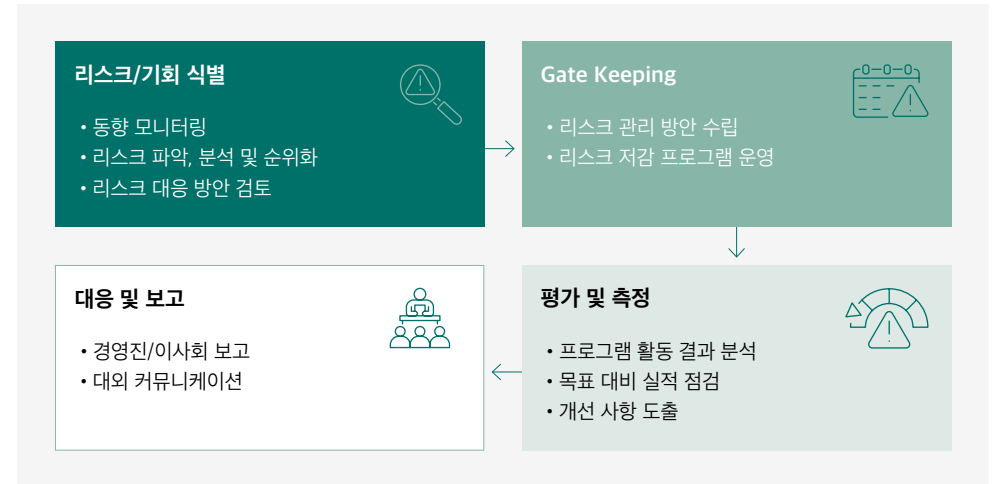 리스크/기회 식별
• 동향 모니터링
• 리스크 파악, 분석 및 순위화
• 리스크 대응 방안 검토
Gate Keeping
• 리스크 관리 방안 수립
• 리스크 저감 프로그램 운영
평가 및 측정
• 프로그램 활동 결과 분석
• 목표 대비 실적 점검
• 개선 사항 도출
대응 및 보고
• 경영진/이사회 보고
• 대외 커뮤니케이션